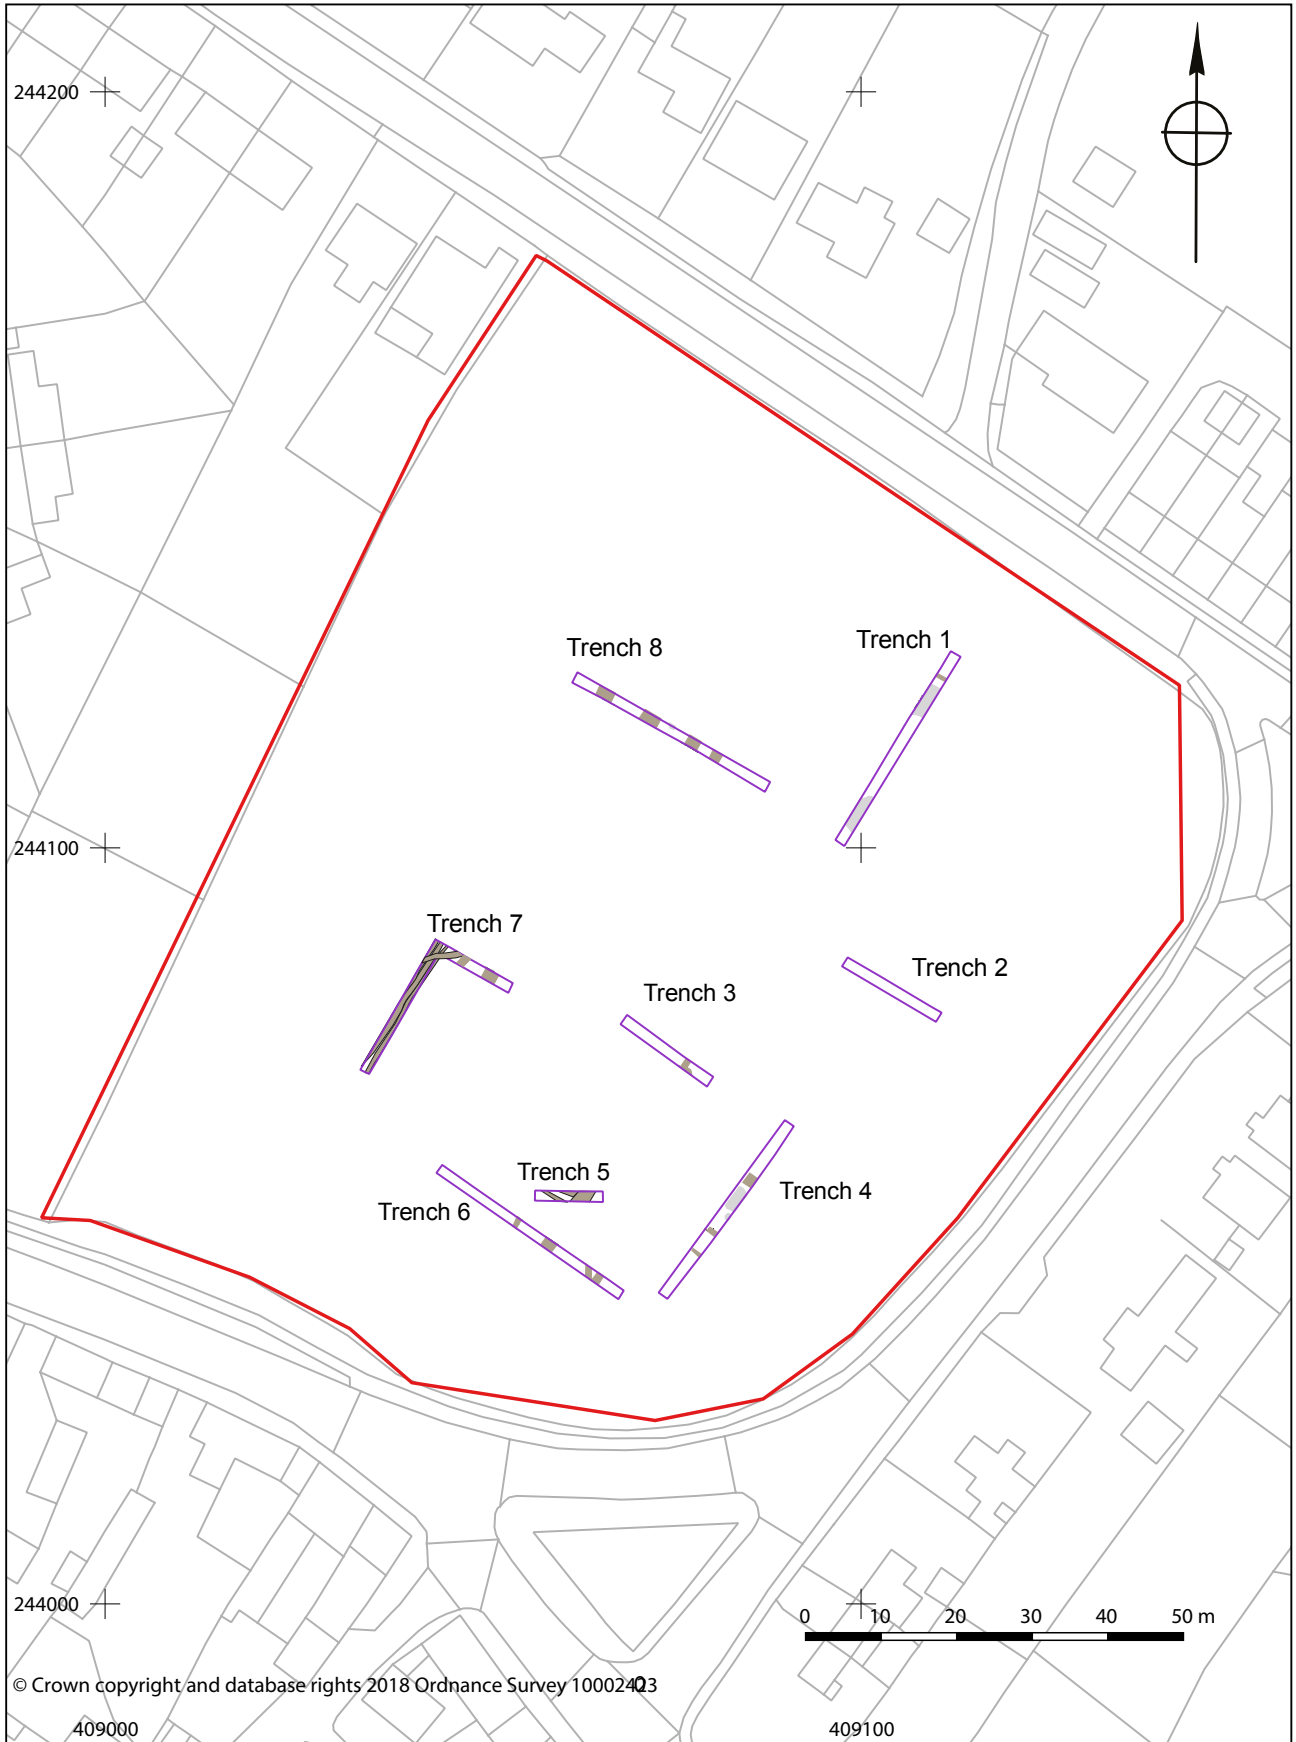 244200
Trench 8
Trench 1
244100
Trench 7
Trench 2
Trench 3
Trench 5
Trench 4
Trench 6
244000
0 10 20 30 40 50 m
© Crown copyright and database rights 2018 Ordnance Survey
409000
409100